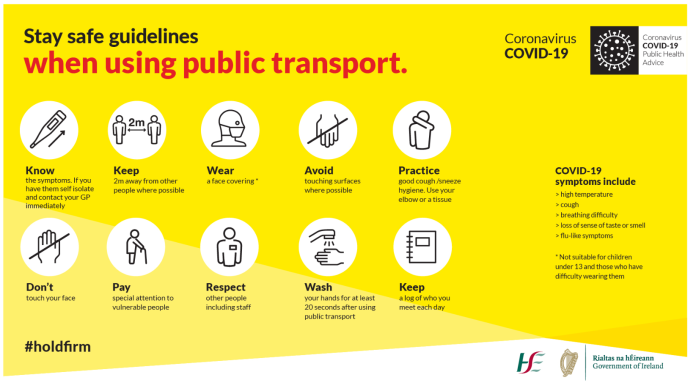 Stay safe guidelines
when using public transport.
Coronavirus
COVID-19
Coronavirus
COVID-19
Public Health
Advice
Know
the symptoms. If you
have them self isolate
and contact your GP
immediately
2m
Keep
2m away from other
people where possible
Wear
a face covering *
Avoid
touching surfaces
where possible
Practice
good cough /sneeze
hygiene. Use your
elbow or a tissue
Don't
touch your face
Pay
special attention to
vulnerable people
Respect
other people
including staff
Wash
your hands for at least
20 seconds after using
public transport
Keep
a log of who you
meet each day
COVID-19
symptoms include
> high temperature
> cough
> breathing difficulty
> loss of sense of taste or smell
> flu-like symptoms
* Not suitable for children
under 13 and those who have
difficulty wearing them
#holdfirm
HSE
Rialtas na hÉireann
Government of Ireland